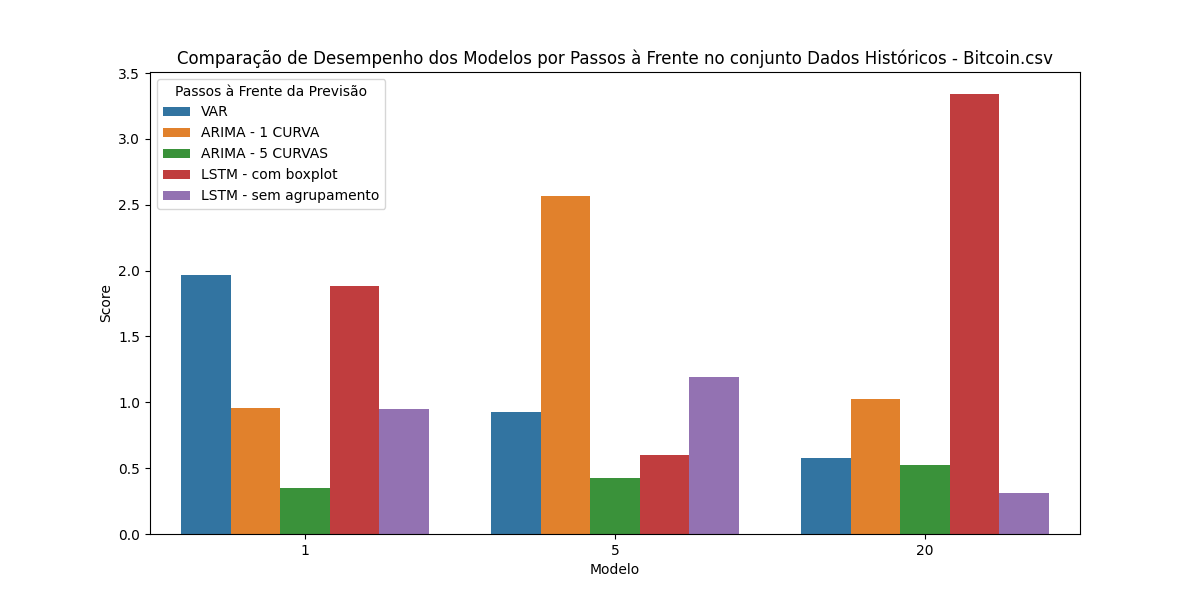 Comparação de Desempenho dos Modelos por Passos à Frente no conjunto Dados Históricos - Bitcoin.csv
Passos à Frente da Previsão
VAR
ARIMA - 1 CURVA
ARIMA - 5 CURVAS
LSTM - com boxplot
LSTM - sem agrupamento
Score
3.5
3.0
2.5
2.0
1.5
1.0
0.5
0.0
1
5
20
Modelo